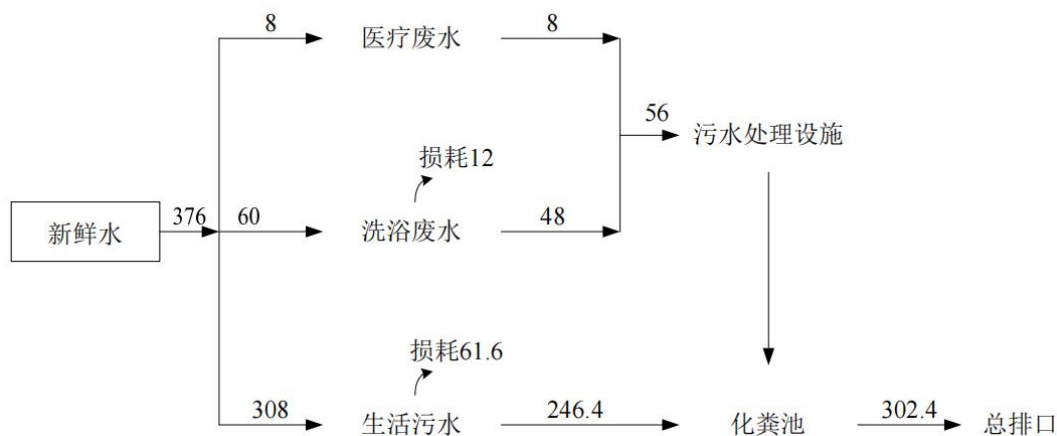 8
医疗废水
8
56
污水处理设施
损耗12
新鲜水
376
60
洗浴废水
48
损耗61.6
308
生活污水
246.4
化粪池
302.4
总排口